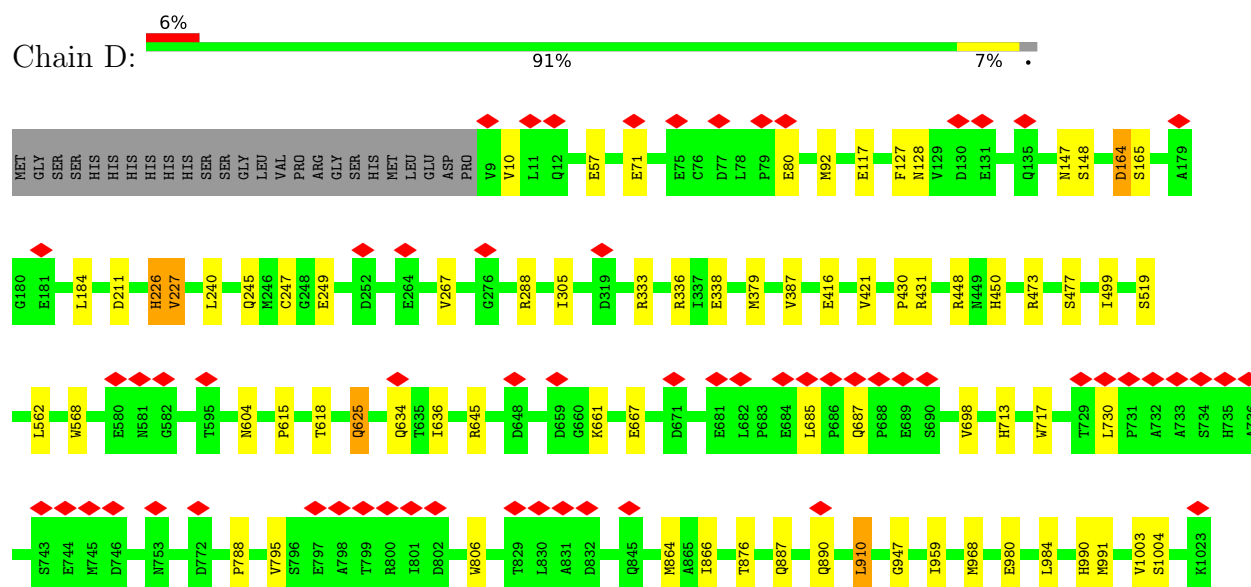 6%
Chain D:
91% 7% •
MET GLY SER SER HIS HIS HIS HIS HIS HIS SER SER GLY LEU VAL PRO ARG GLY SER HIS MET LEU GLU ASP PRO V9 V10 L11 Q12 E57 E71 E75 C76 D77 L78 P79 E80 M92 E117 F127 N128 V129 D130 E131 Q135 N147 S148 D164 S165 A179
G180 E181 L184 D211 H226 V227 L240 Q245 M246 C247 G248 E249 D252 E264 V267 G276 R288 I305 D319 R333 R336 I337 E338 M379 V387 E416 V421 P430 R431 R448 N449 H450 R473 S477 I499 S519
L562 W568 E580 N581 G582 T595 N604 P615 T618 Q625 Q634 T635 I636 R645 D648 D659 G660 K661 E667 D671 E681 L682 P683 E684 L685 P686 Q687 P688 E689 S690 V698 H713 W717 T729 L730 P731 A732 A733 S734 H735 A736
S743 E744 M745 D746 N753 D772 P788 V795 S796 E797 A798 T799 R800 I801 D802 W806 T829 L830 A831 D832 Q845 M864 A865 I866 T876 Q887 Q890 L910 G947 I959 M968 E980 L984 H990 M991 V1003 S1004 K1023